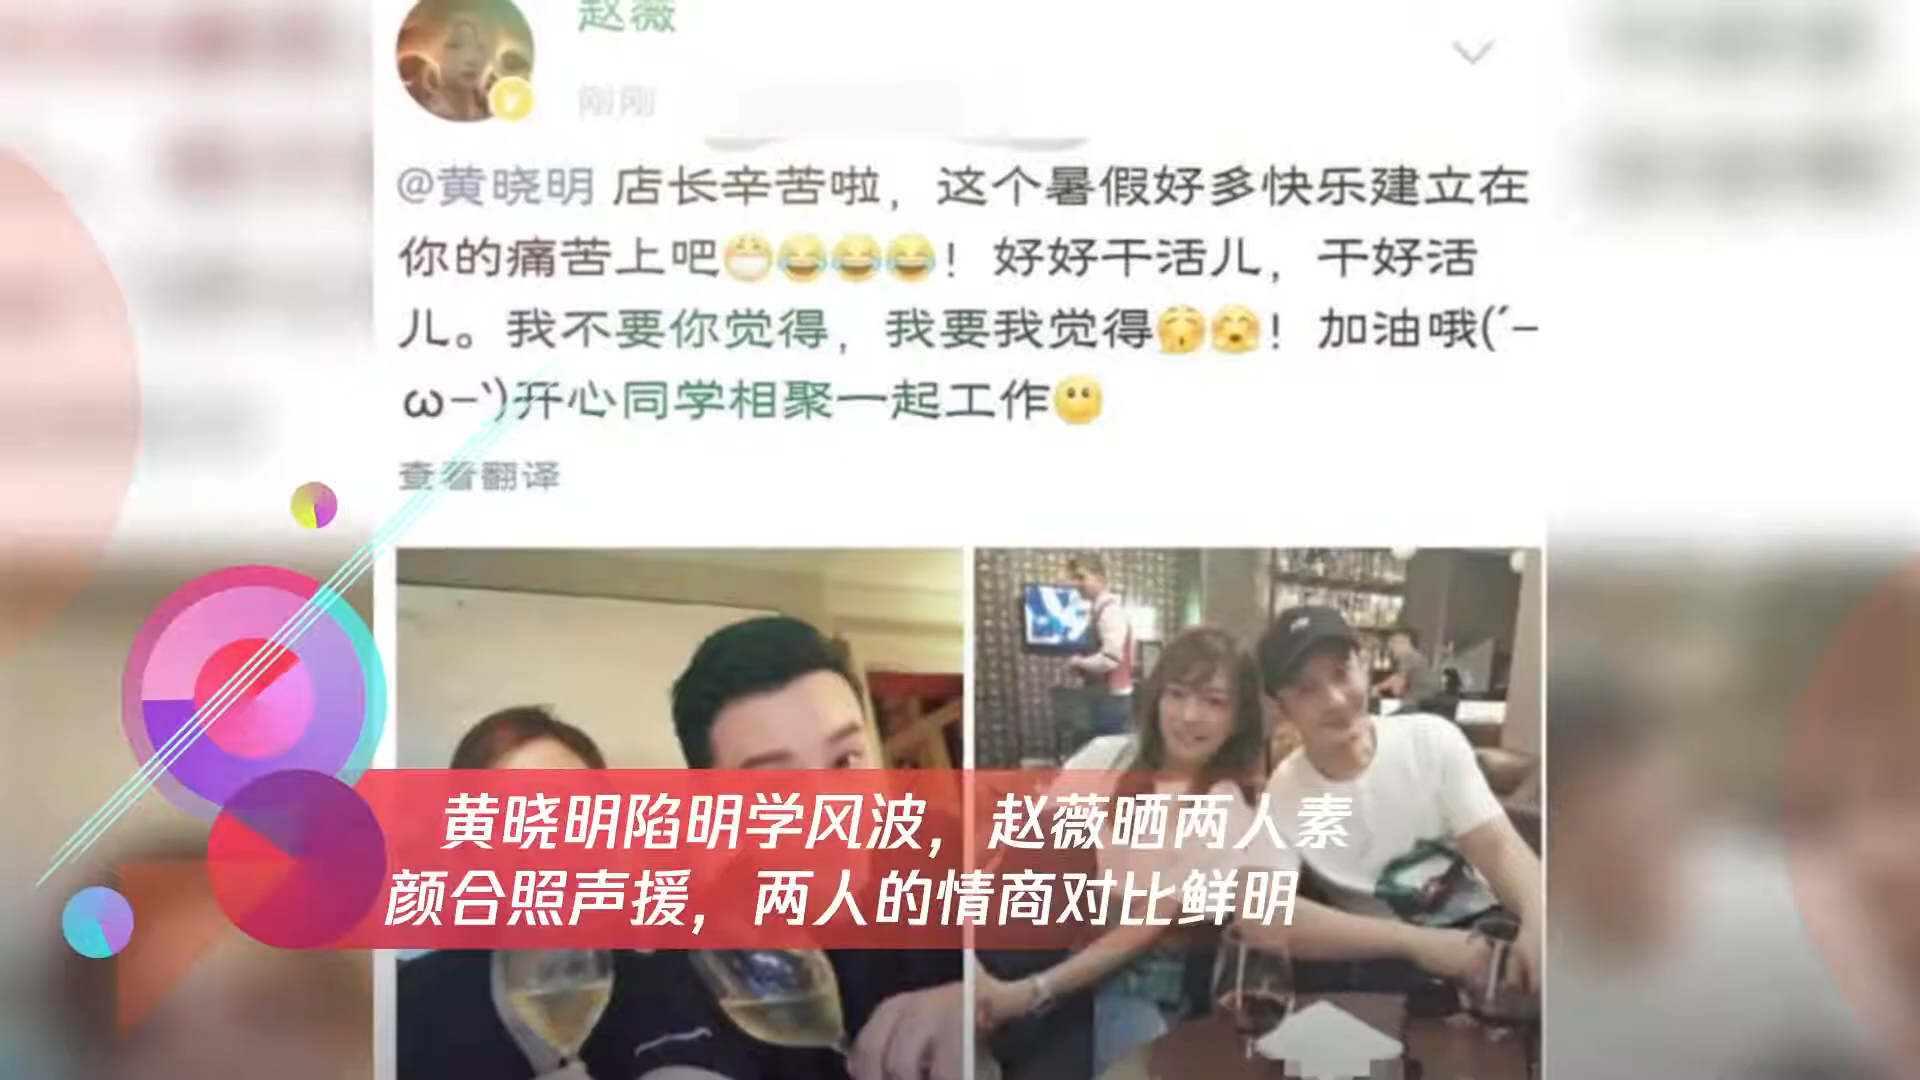 赵薇
刚刚
@黄晓明 店长辛苦啦，这个暑假好多快乐建立在
你的痛苦上吧😁😂😂😂！好好干活儿，干好活
儿。我不要你觉得，我要我觉得😚😚！加油哦(´−
ω−`)开心同学相聚一起工作😶
查看翻译
黄晓明陷明学风波，赵薇晒两人素
颜合照声援，两人的情商对比鲜明